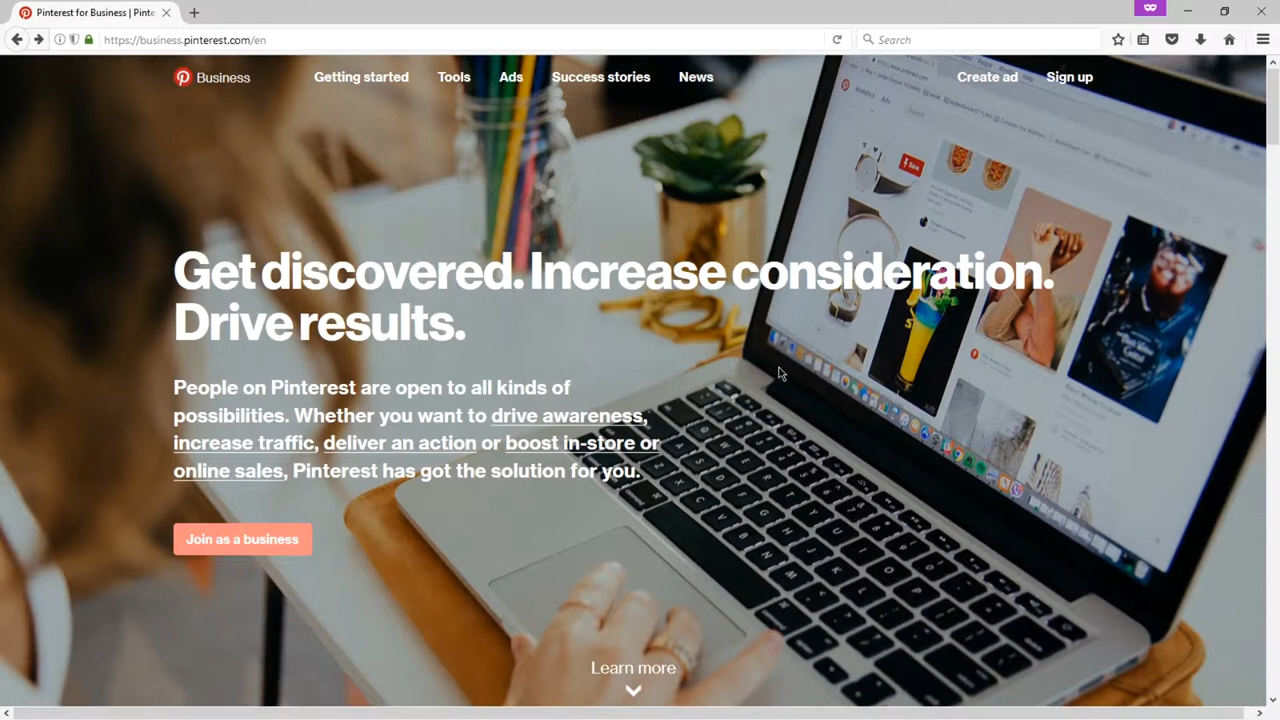 Pinterest for Business | Pinte
https://business.pinterest.com/en
Search
Business
Getting started
Tools
Ads
Success stories
News
Create ad
Sign up
Get discovered. Increase consideration.
Drive results.
People on Pinterest are open to all kinds of
possibilities. Whether you want to drive awareness,
increase traffic, deliver an action or boost in-store or
online sales, Pinterest has got the solution for you.
Join as a business
Learn more